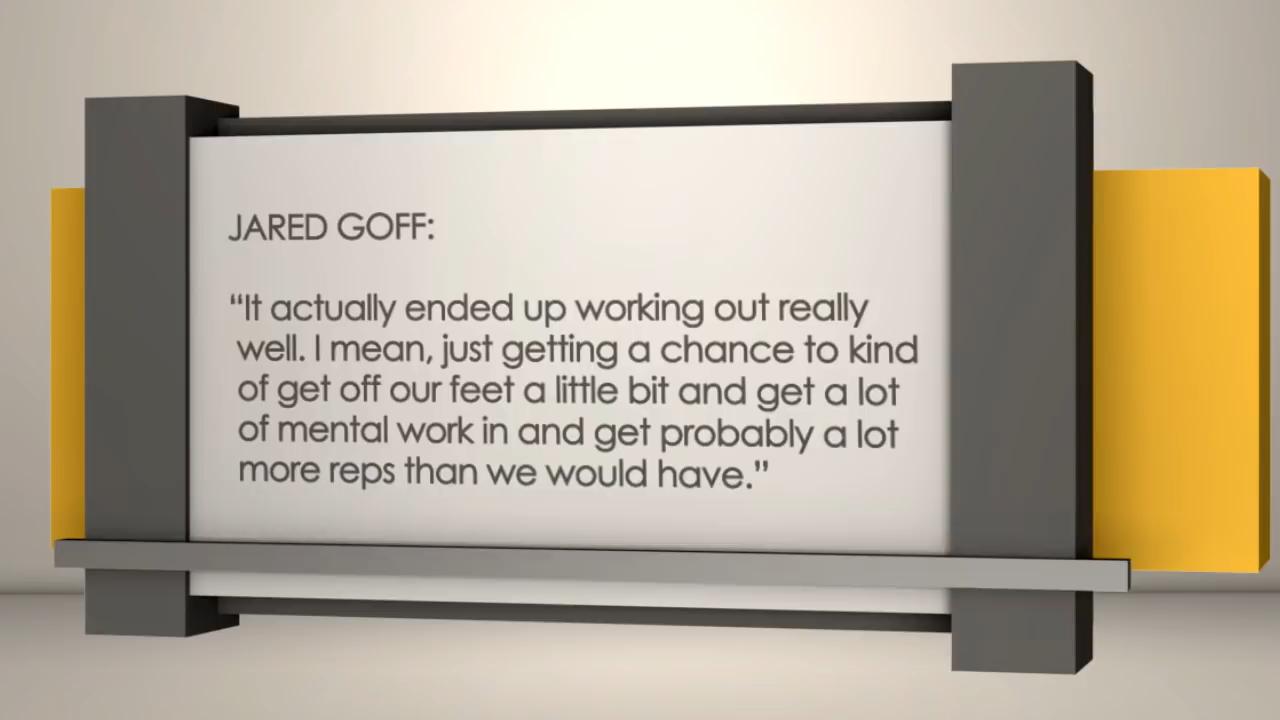 JARED GOFF:
“It actually ended up working out really
well. I mean, just getting a chance to kind
of get off our feet a little bit and get a lot
of mental work in and get probably a lot
more reps than we would have.”